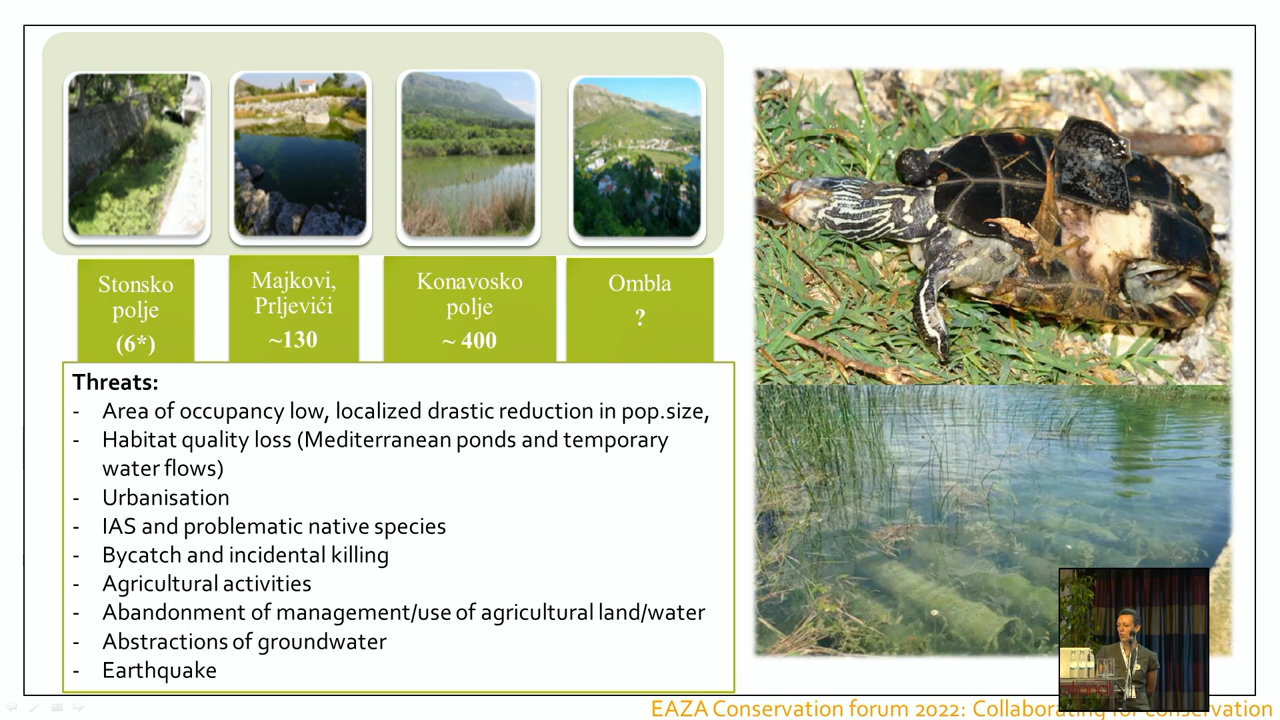 Stonsko
polje
(6*)
Majkovi,
Prljevići
~130
Konavosko
polje
~ 400
Ombla
?
Threats:
- Area of occupancy low, localized drastic reduction in pop.size,
- Habitat quality loss (Mediterranean ponds and temporary
water flows)
- Urbanisation
- IAS and problematic native species
- Bycatch and incidental killing
- Agricultural activities
- Abandonment of management/use of agricultural land/water
- Abstractions of groundwater
- Earthquake
EAZA Conservation forum 2022: Collaborating for conservation